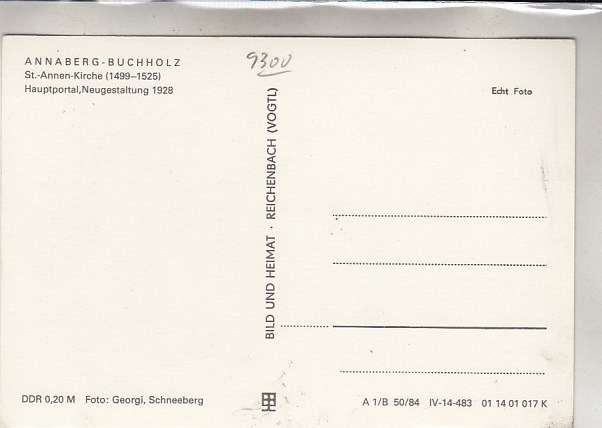 ANNABERG-BUCHHOLZ
St.-Annen-Kirche (1499–1525)
Hauptportal,Neugestaltung 1928
9300
Echt Foto
BILD UND HEIMAT · REICHENBACH (VOGTL)
DDR 0,20 M Foto: Georgi, Schneeberg
A 1/B 50/84 IV-14-483 01 14 01 017 K